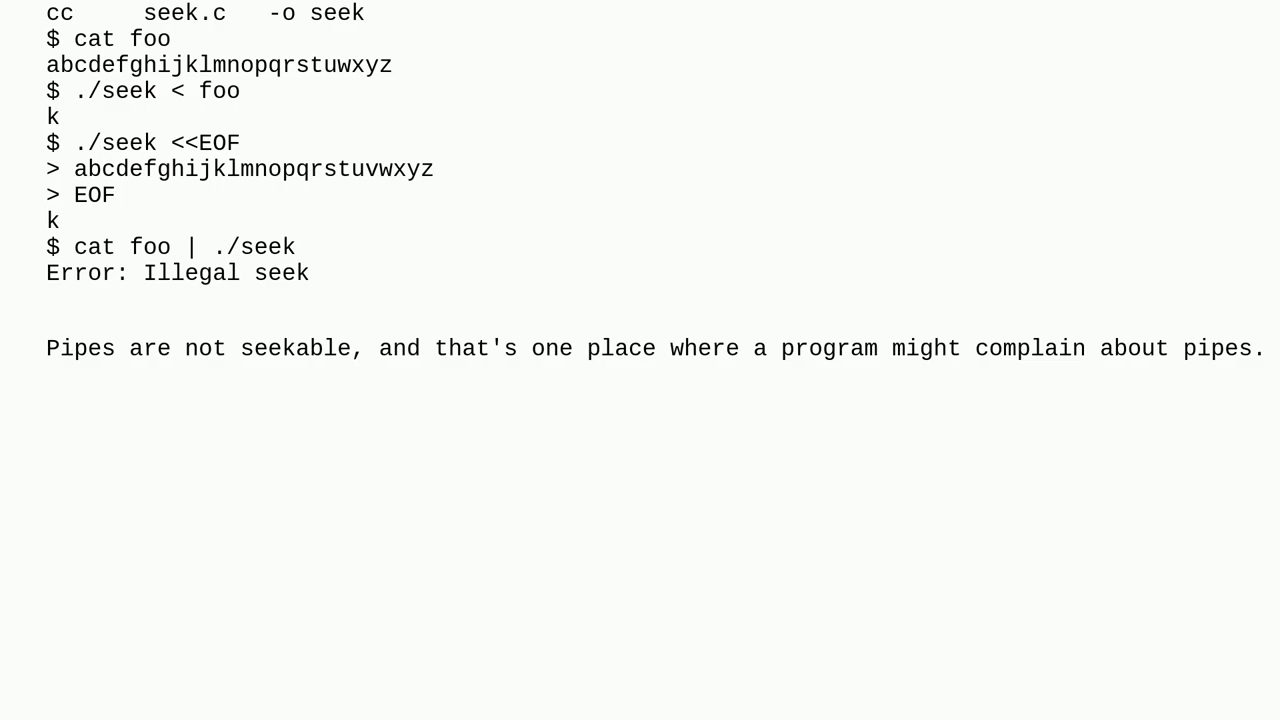 cc     seek.c   -o seek
$ cat foo
abcdefghijklmnopqrstuwxyz
$ ./seek < foo
k
$ ./seek <<EOF
> abcdefghijklmnopqrstuvwxyz
> EOF
k
$ cat foo | ./seek
Error: Illegal seek
Pipes are not seekable, and that's one place where a program might complain about pipes.